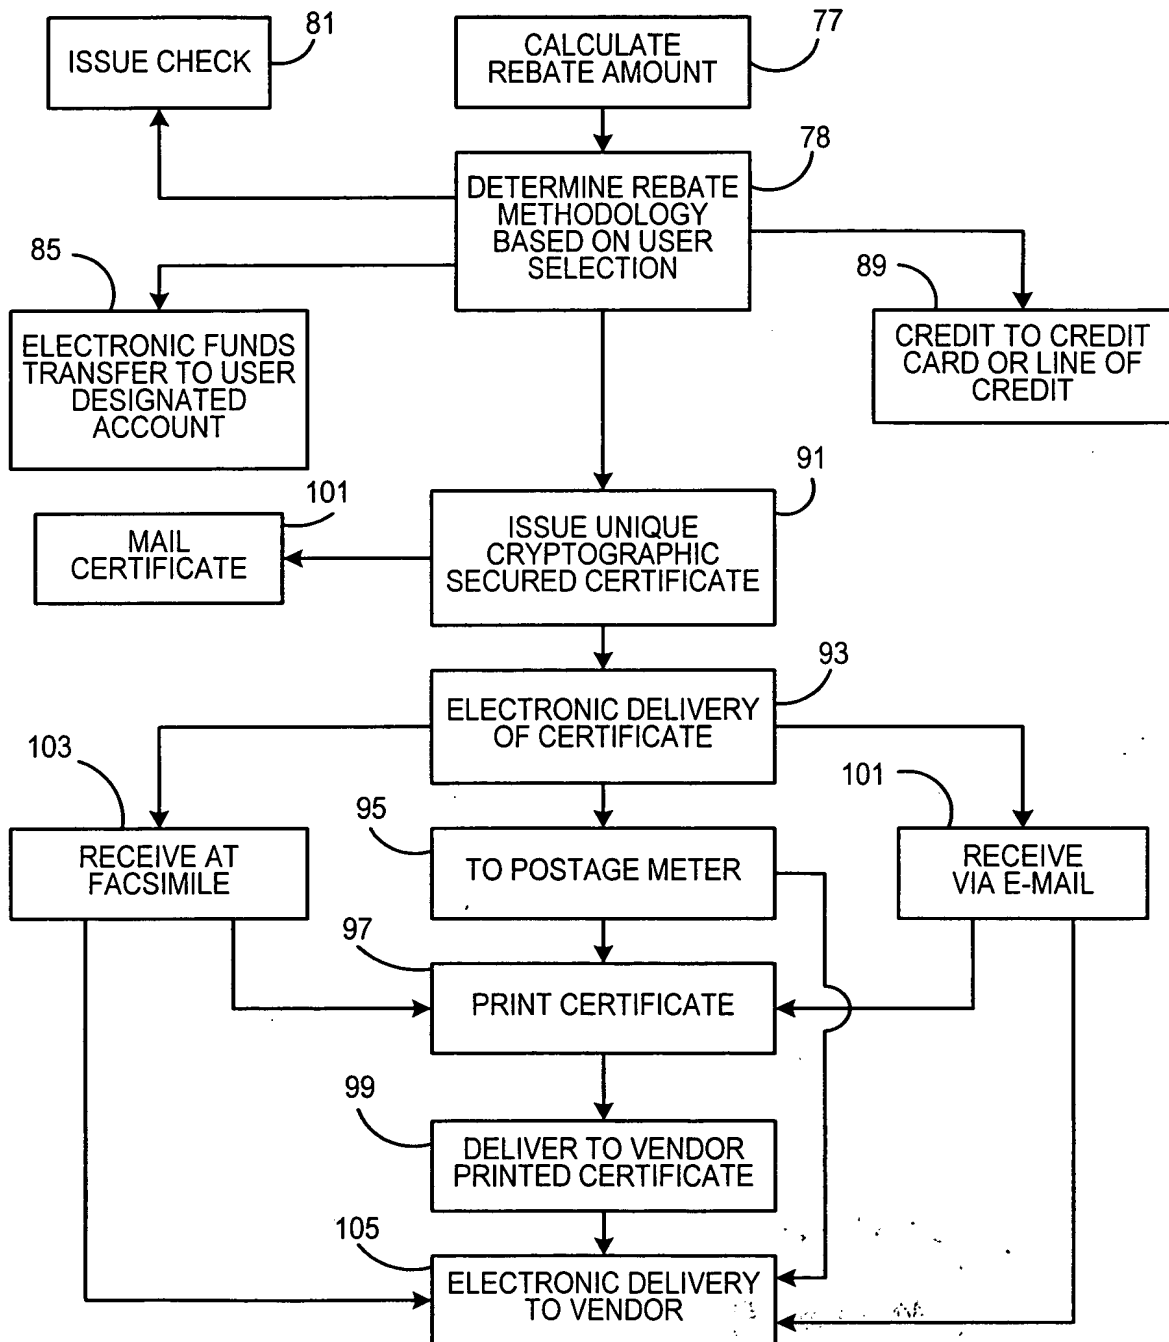 81
ISSUE CHECK
CALCULATE
REBATE AMOUNT
77
78
DETERMINE REBATE
METHODOLOGY
BASED ON USER
SELECTION
85
ELECTRONIC FUNDS
TRANSFER TO USER
DESIGNATED
ACCOUNT
89
CREDIT TO CREDIT
CARD OR LINE OF
CREDIT
91
ISSUE UNIQUE
CRYPTOGRAPHIC
SECURED CERTIFICATE
101
MAIL
CERTIFICATE
93
ELECTRONIC DELIVERY
OF CERTIFICATE
103
RECEIVE AT
FACSIMILE
95
TO POSTAGE METER
101
RECEIVE
VIA E-MAIL
97
PRINT CERTIFICATE
99
DELIVER TO VENDOR
PRINTED CERTIFICATE
105
ELECTRONIC DELIVERY
TO VENDOR